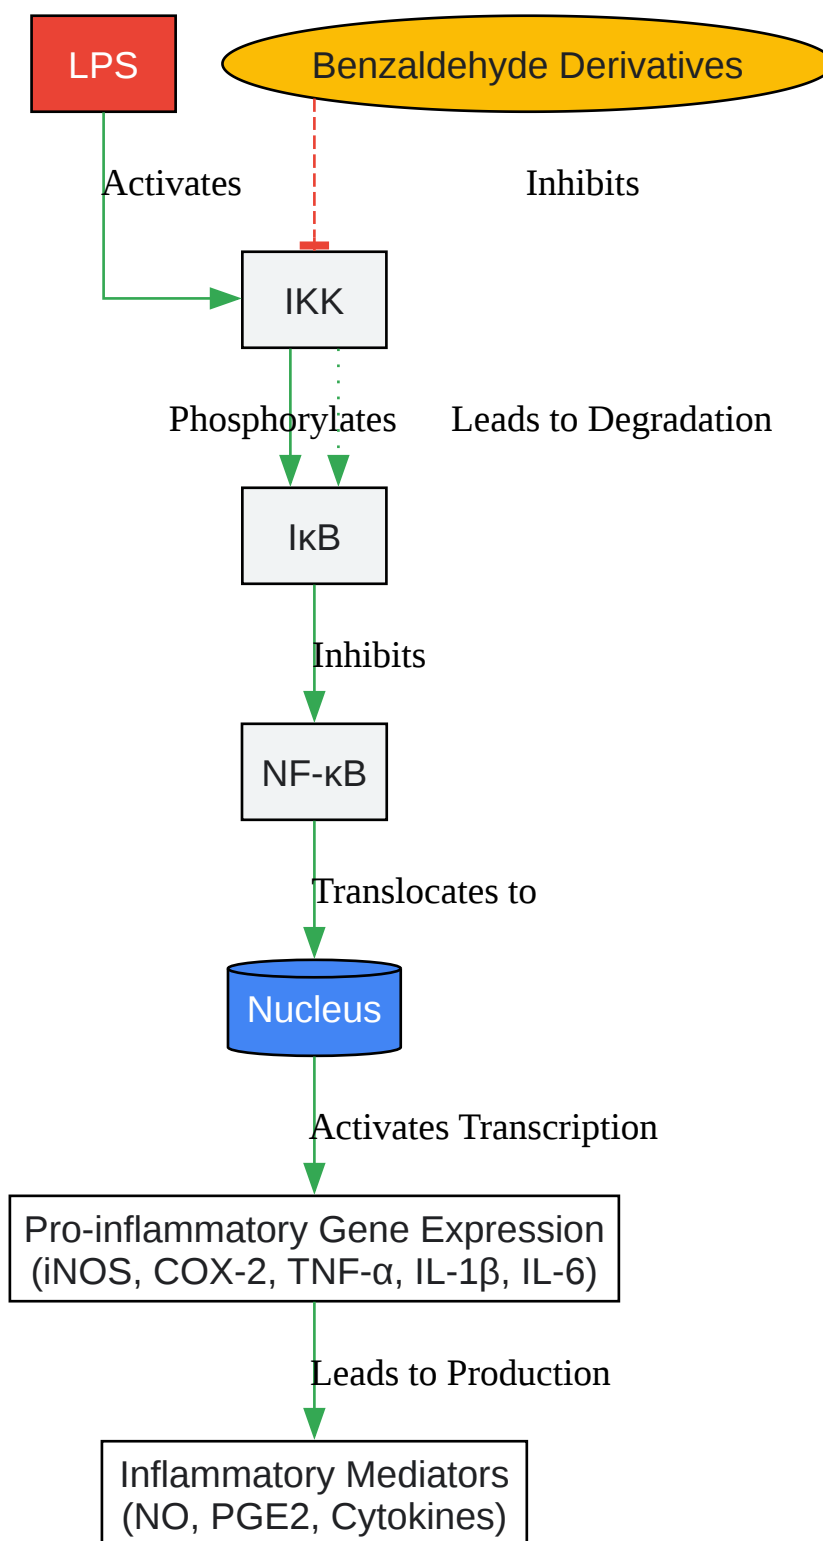 LPS
Benzaldehyde Derivatives
Activates
Inhibits
IKK
Phosphorylates
Leads to Degradation
IκB
Inhibits
NF-κB
Translocates to
Nucleus
Activates Transcription
Pro-inflammatory Gene Expression
(iNOS, COX-2, TNF-α, IL-1β, IL-6)
Leads to Production
Inflammatory Mediators
(NO, PGE2, Cytokines)